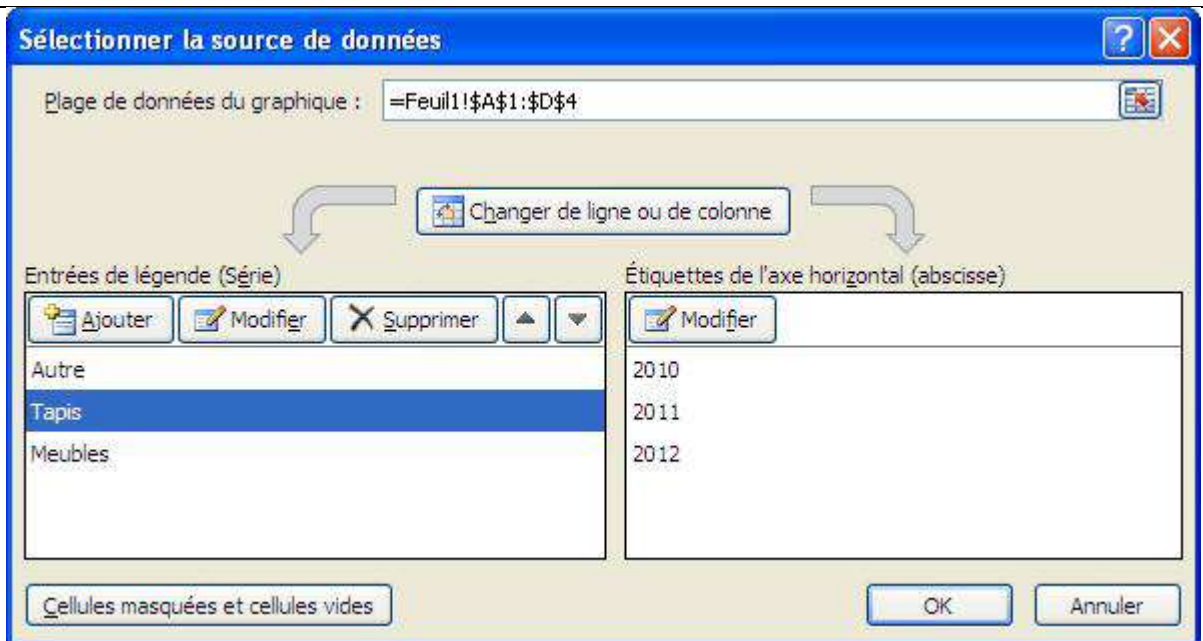 Sélectionner la source de données
Plage de données du graphique : =Feuil1!$A$1:$D$4
Changer de ligne ou de colonne
Entrées de légende (Série)
Ajouter Modifier Supprimer
Autre
Tapis
Meubles
Étiquettes de l'axe horizontal (abscisse)
Modifier
2010
2011
2012
Cellules masquées et cellules vides
OK Annuler